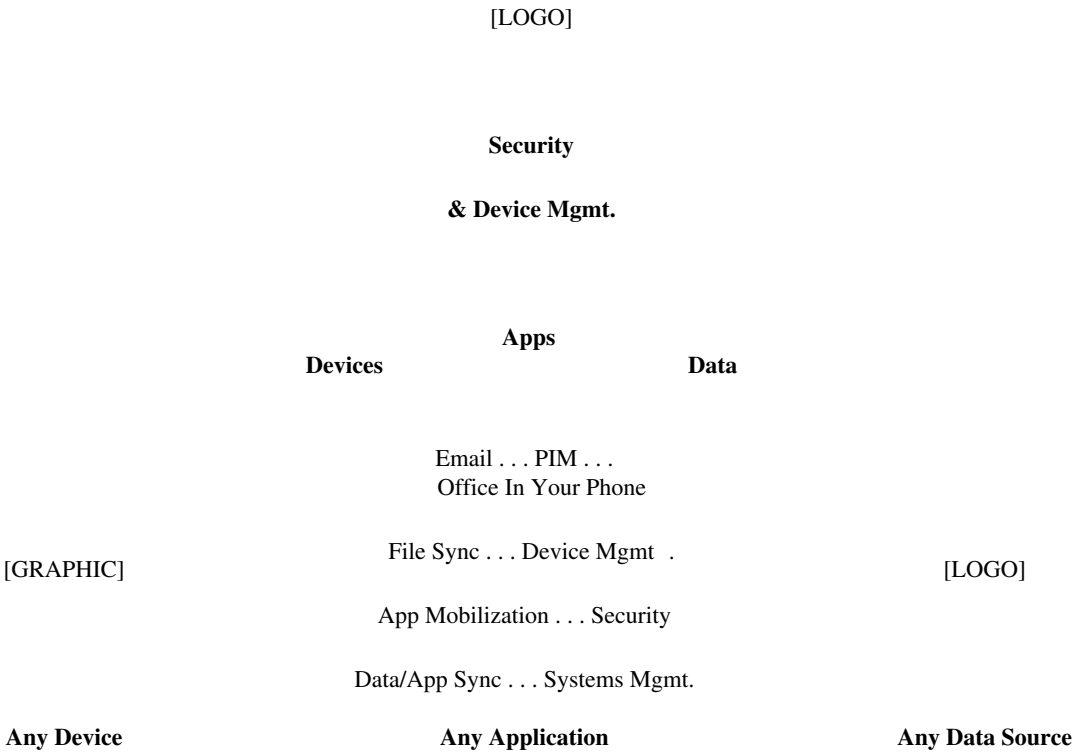 [LOGO]
Security
& Device Mgmt.
Apps
Devices Data
Email . . . PIM . . .
Office In Your Phone
File Sync . . . Device Mgmt .
[GRAPHIC] [LOGO]
App Mobilization . . . Security
Data/App Sync . . . Systems Mgmt.
Any Device Any Application Any Data Source